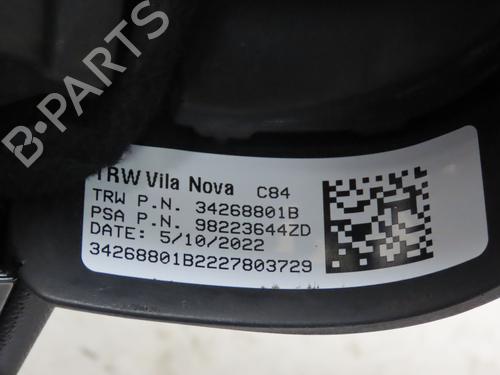 B-PARTS
TRW Vila Nova C84
TRW P.N. 34268801B
PSA P.N. 98223644ZD
DATE: 5/10/2022
34268801B2227803729